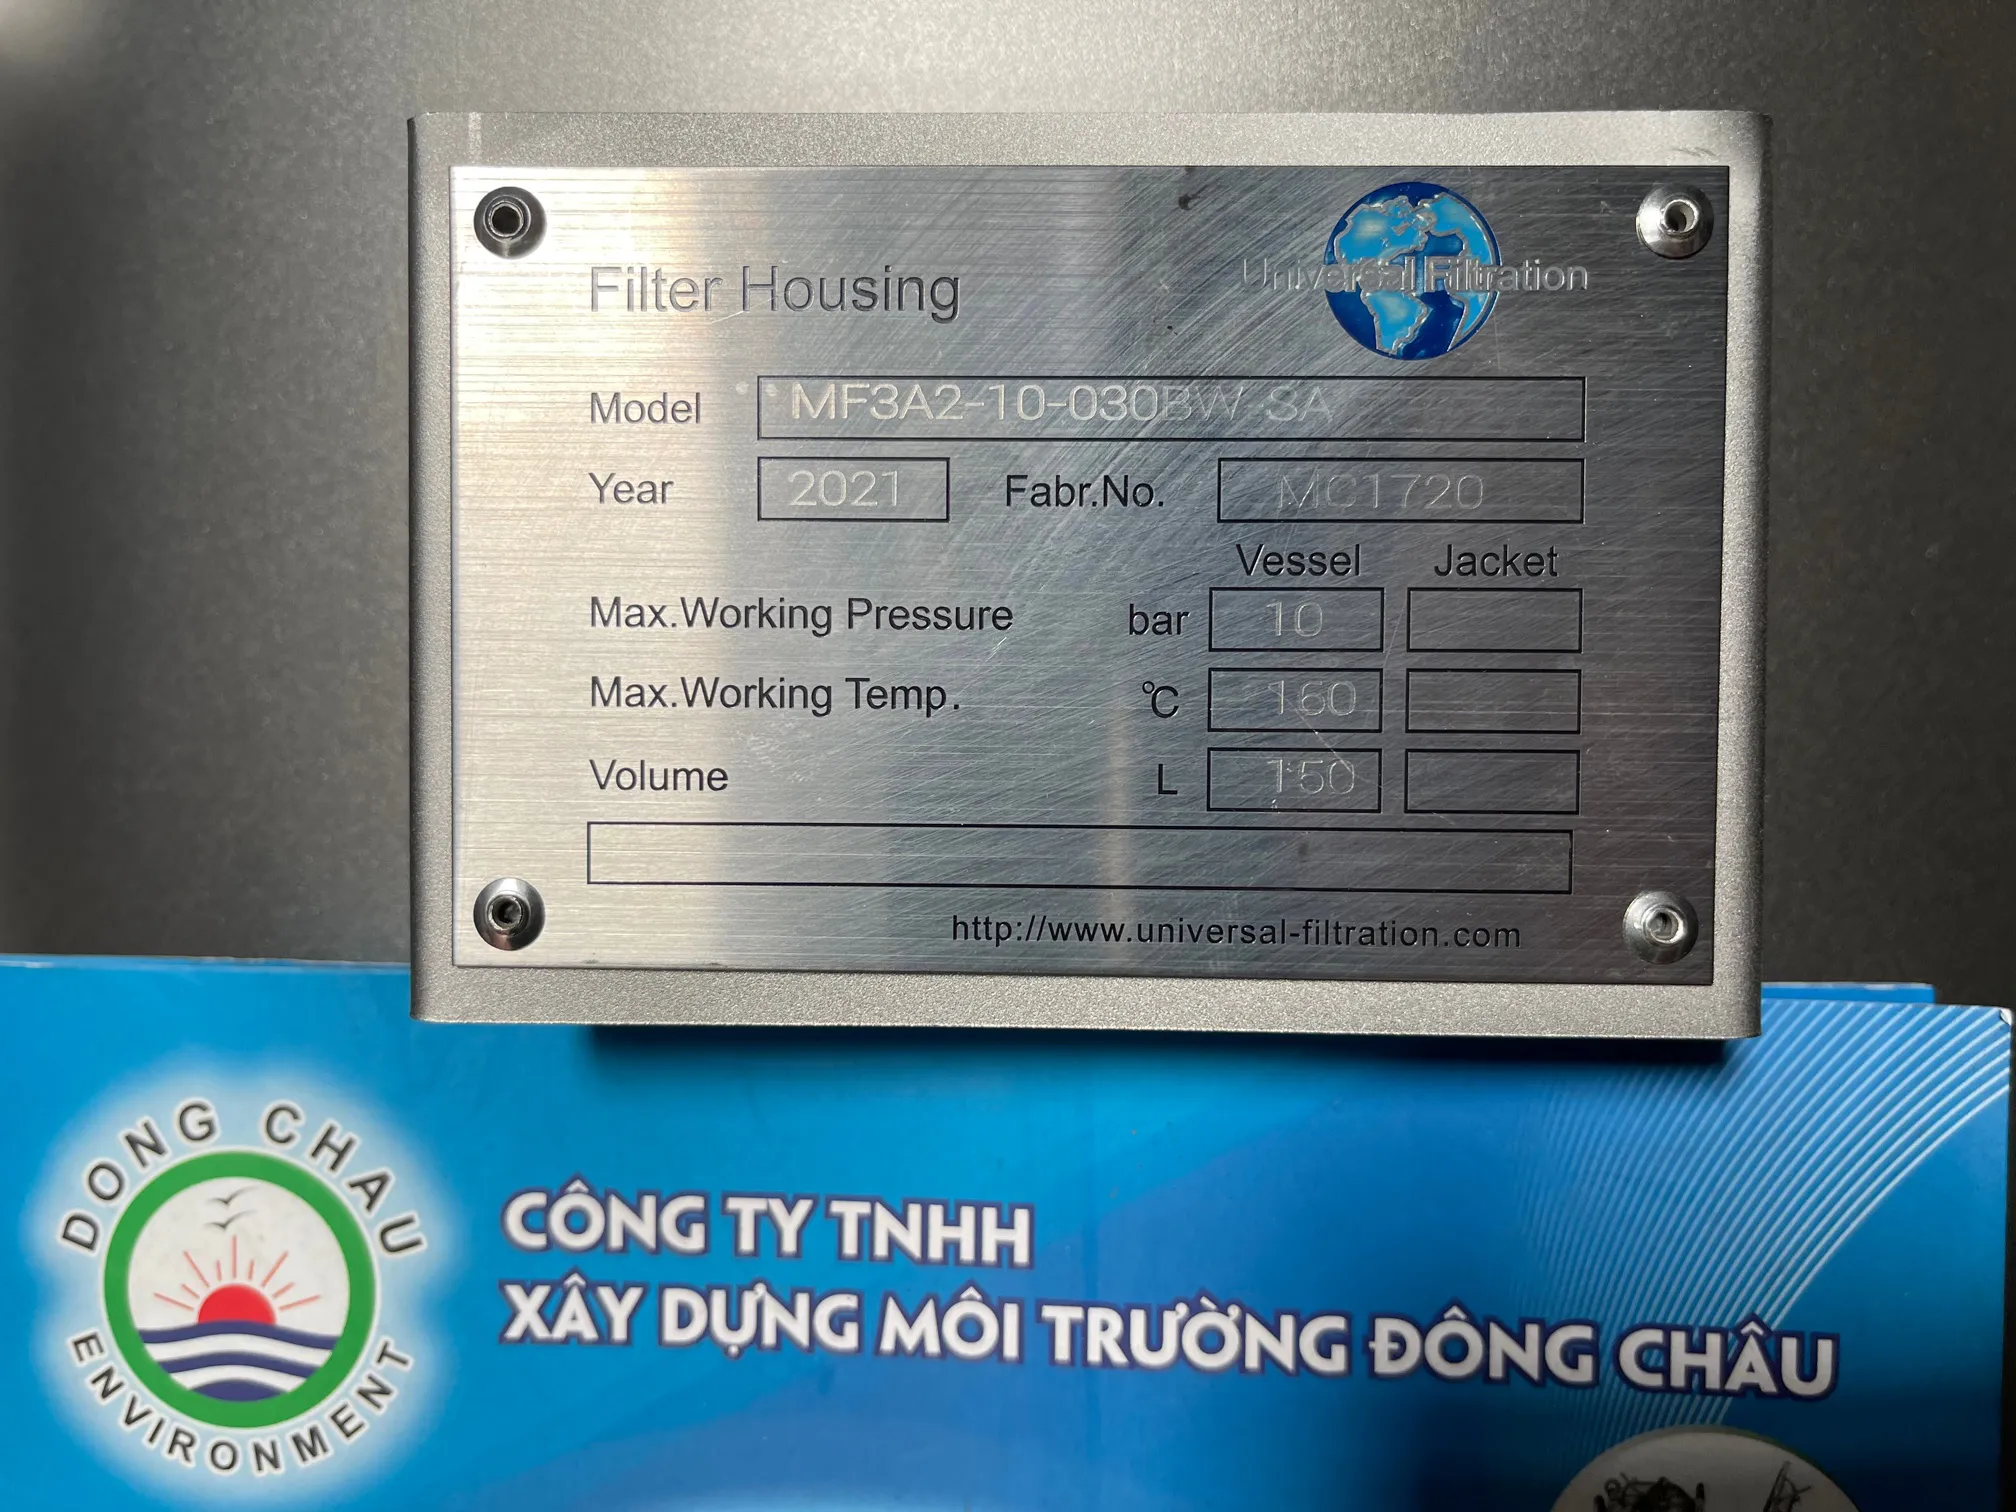 Universal Filtration
Filter Housing
Model MF3A2-10-030BW SA
Year 2021 Fabr.No. MC1720
Vessel Jacket
Max.Working Pressure bar 10
Max.Working Temp. ℃ 160
Volume L 150
http://www.universal-filtration.com
DONG CHAU
ENVIRONMENT
CÔNG TY TNHH
XÂY DỰNG MÔI TRƯỜNG ĐÔNG CHÂU